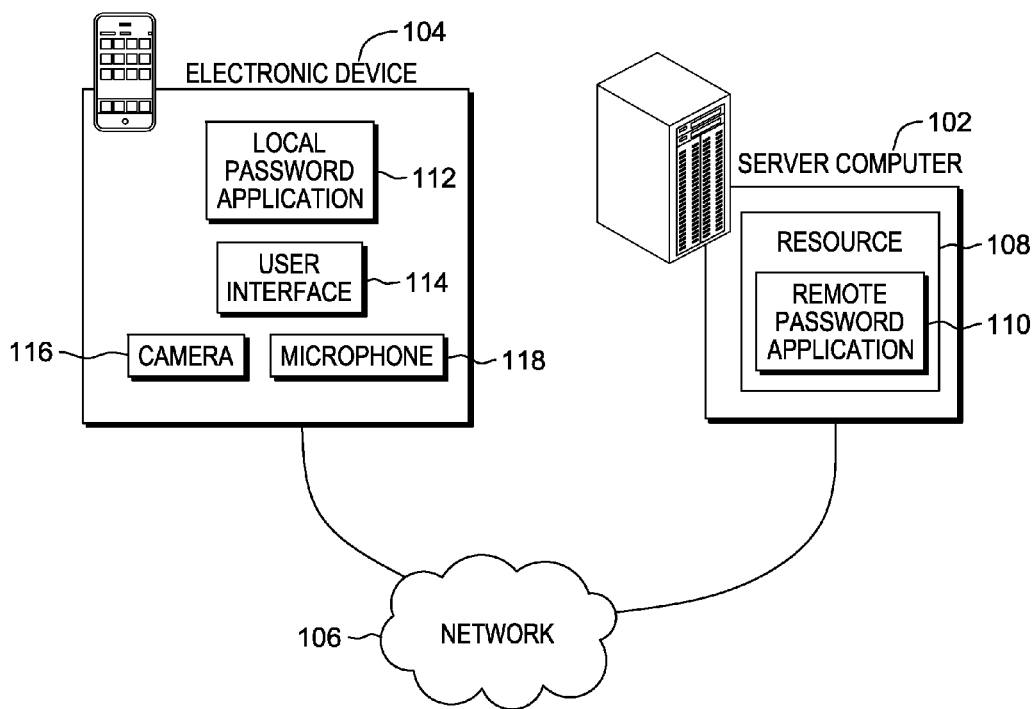 ELECTRONIC DEVICE
104
LOCAL
PASSWORD
APPLICATION
112
USER
INTERFACE
114
116
CAMERA
MICROPHONE
118
102
SERVER COMPUTER
RESOURCE
108
REMOTE
PASSWORD
APPLICATION
110
106
NETWORK